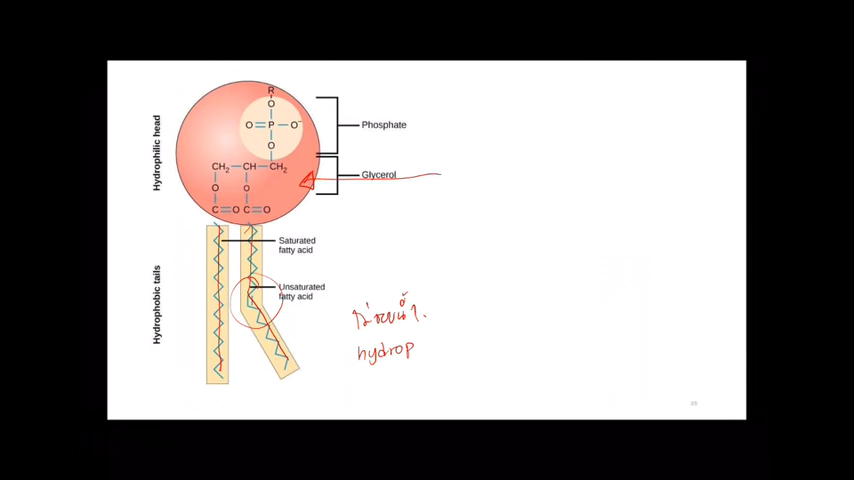 Hydrophilic head
R
O
O=P—O⁻
O
CH₂—CH—CH₂
O O
C=O C=O
Phosphate
Glycerol
Hydrophobic tails
Saturated
fatty acid
Unsaturated
fatty acid
hydrop